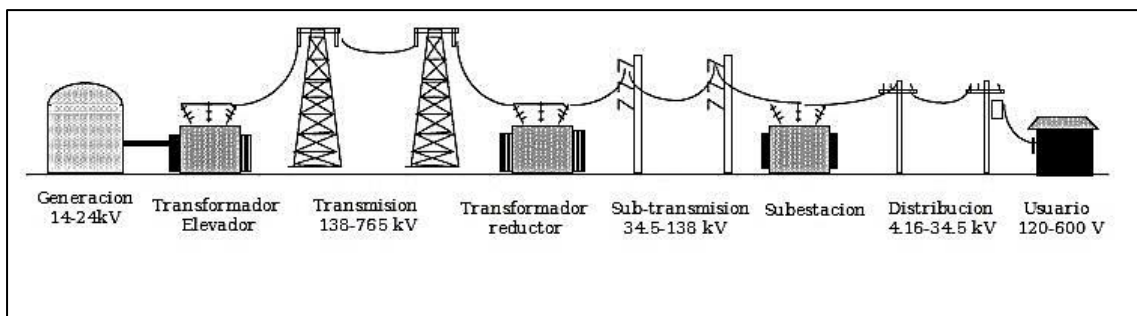 Generacion
14-24kV
Transformador
Elevador
Transmision
138-765 kV
Transformador
reductor
Sub-transmision
34.5-138 kV
Subestacion
Distribucion
4.16-34.5 kV
Usuario
120-600 V